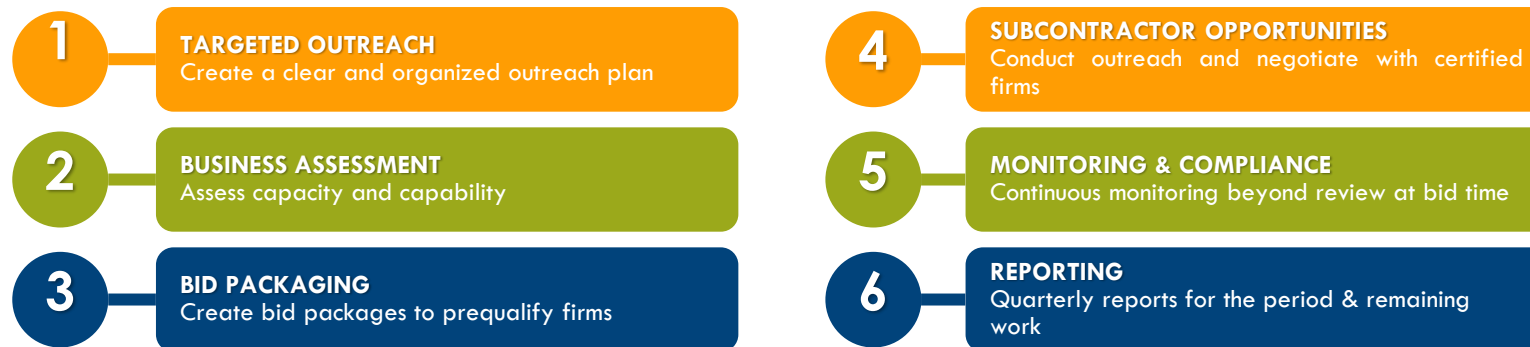 1
TARGETED OUTREACH
Create a clear and organized outreach plan
2
BUSINESS ASSESSMENT
Assess capacity and capability
3
BID PACKAGING
Create bid packages to prequalify firms
4
SUBCONTRACTOR OPPORTUNITIES
Conduct outreach and negotiate with certified
firms
5
MONITORING & COMPLIANCE
Continuous monitoring beyond review at bid time
6
REPORTING
Quarterly reports for the period & remaining
work